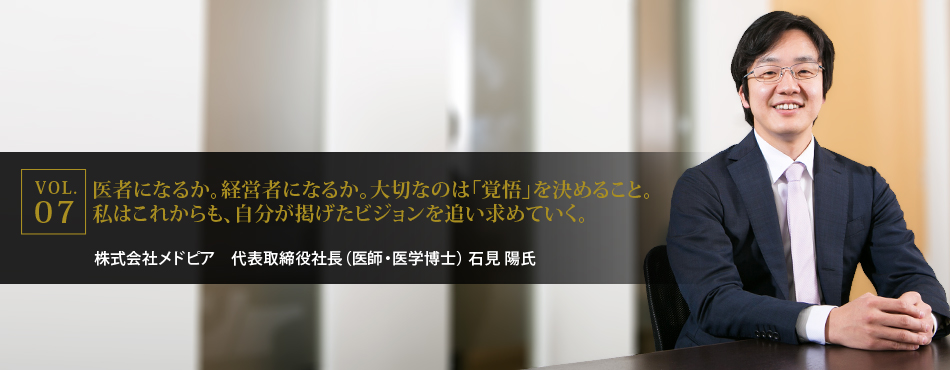 VOL.
07
医者になるか。経営者になるか。大切なのは「覚悟」を決めること。
私はこれからも、自分が掲げたビジョンを追い求めていく。
株式会社メドピア　代表取締役社長（医師・医学博士） 石見 陽氏